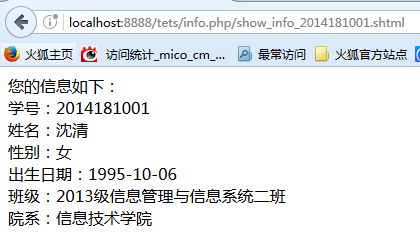 localhost:8888/tets/info.php/show_info_2014181001.shtml
火狐主页 访问统计_mico_cm_... 最常访问 火狐官方站点
您的信息如下：
学号：2014181001
姓名：沈清
性别：女
出生日期：1995-10-06
班级：2013级信息管理与信息系统二班
院系：信息技术学院